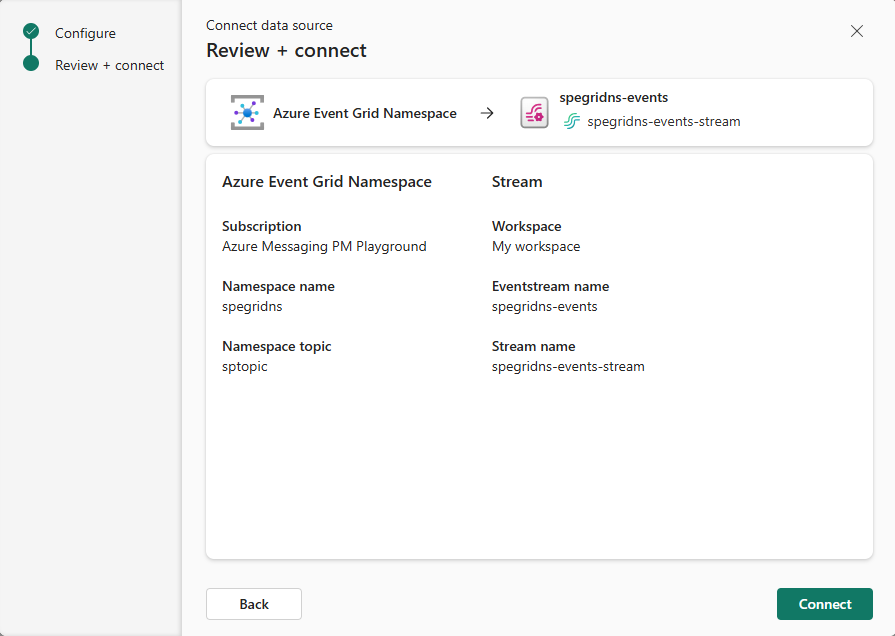 Configure
Review + connect
Connect data source
Review + connect
Azure Event Grid Namespace
spegridns-events
spegridns-events-stream
Azure Event Grid Namespace
Stream
Subscription
Azure Messaging PM Playground
Workspace
My workspace
Namespace name
spegridns
Eventstream name
spegridns-events
Namespace topic
sptopic
Stream name
spegridns-events-stream
Back
Connect